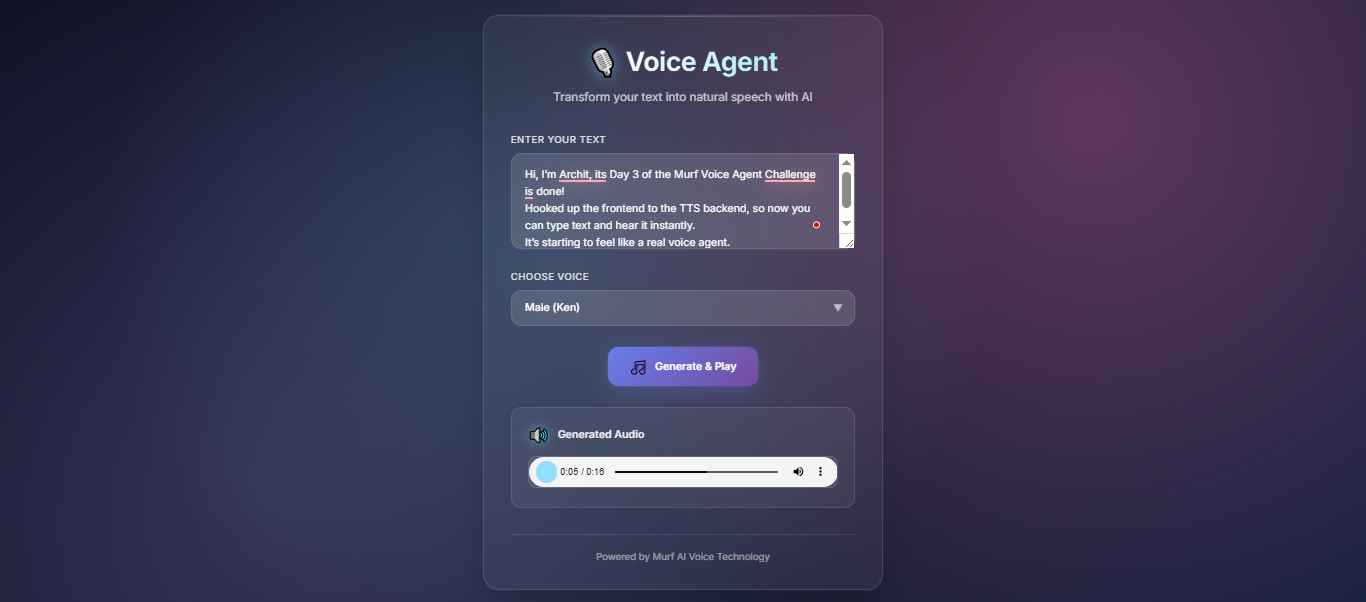 Voice Agent
Transform your text into natural speech with AI
ENTER YOUR TEXT
Hi, I'm Archit, its Day 3 of the Murf Voice Agent Challenge
is done!
Hooked up the frontend to the TTS backend, so now you
can type text and hear it instantly.
It's starting to feel like a real voice agent.
CHOOSE VOICE
Male (Ken)
Generate & Play
Generated Audio
0:05 / 0:16
Powered by Murf AI Voice Technology